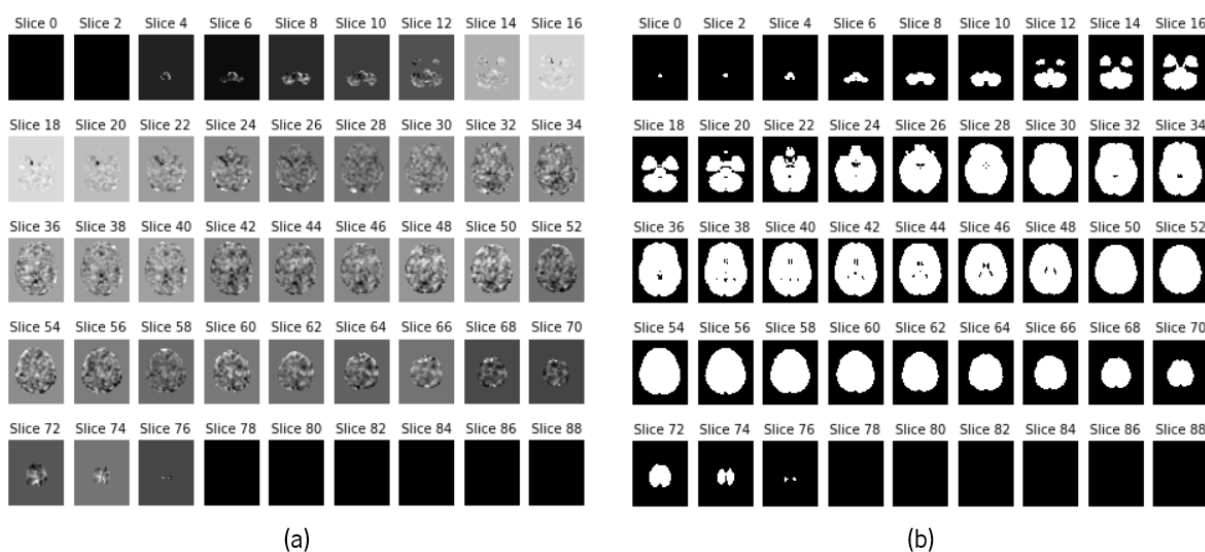 Slice 0 Slice 2 Slice 4 Slice 6 Slice 8 Slice 10 Slice 12 Slice 14 Slice 16
Slice 18 Slice 20 Slice 22 Slice 24 Slice 26 Slice 28 Slice 30 Slice 32 Slice 34
Slice 36 Slice 38 Slice 40 Slice 42 Slice 44 Slice 46 Slice 48 Slice 50 Slice 52
Slice 54 Slice 56 Slice 58 Slice 60 Slice 62 Slice 64 Slice 66 Slice 68 Slice 70
Slice 72 Slice 74 Slice 76 Slice 78 Slice 80 Slice 82 Slice 84 Slice 86 Slice 88
(a)
Slice 0 Slice 2 Slice 4 Slice 6 Slice 8 Slice 10 Slice 12 Slice 14 Slice 16
Slice 18 Slice 20 Slice 22 Slice 24 Slice 26 Slice 28 Slice 30 Slice 32 Slice 34
Slice 36 Slice 38 Slice 40 Slice 42 Slice 44 Slice 46 Slice 48 Slice 50 Slice 52
Slice 54 Slice 56 Slice 58 Slice 60 Slice 62 Slice 64 Slice 66 Slice 68 Slice 70
Slice 72 Slice 74 Slice 76 Slice 78 Slice 80 Slice 82 Slice 84 Slice 86 Slice 88
(b)